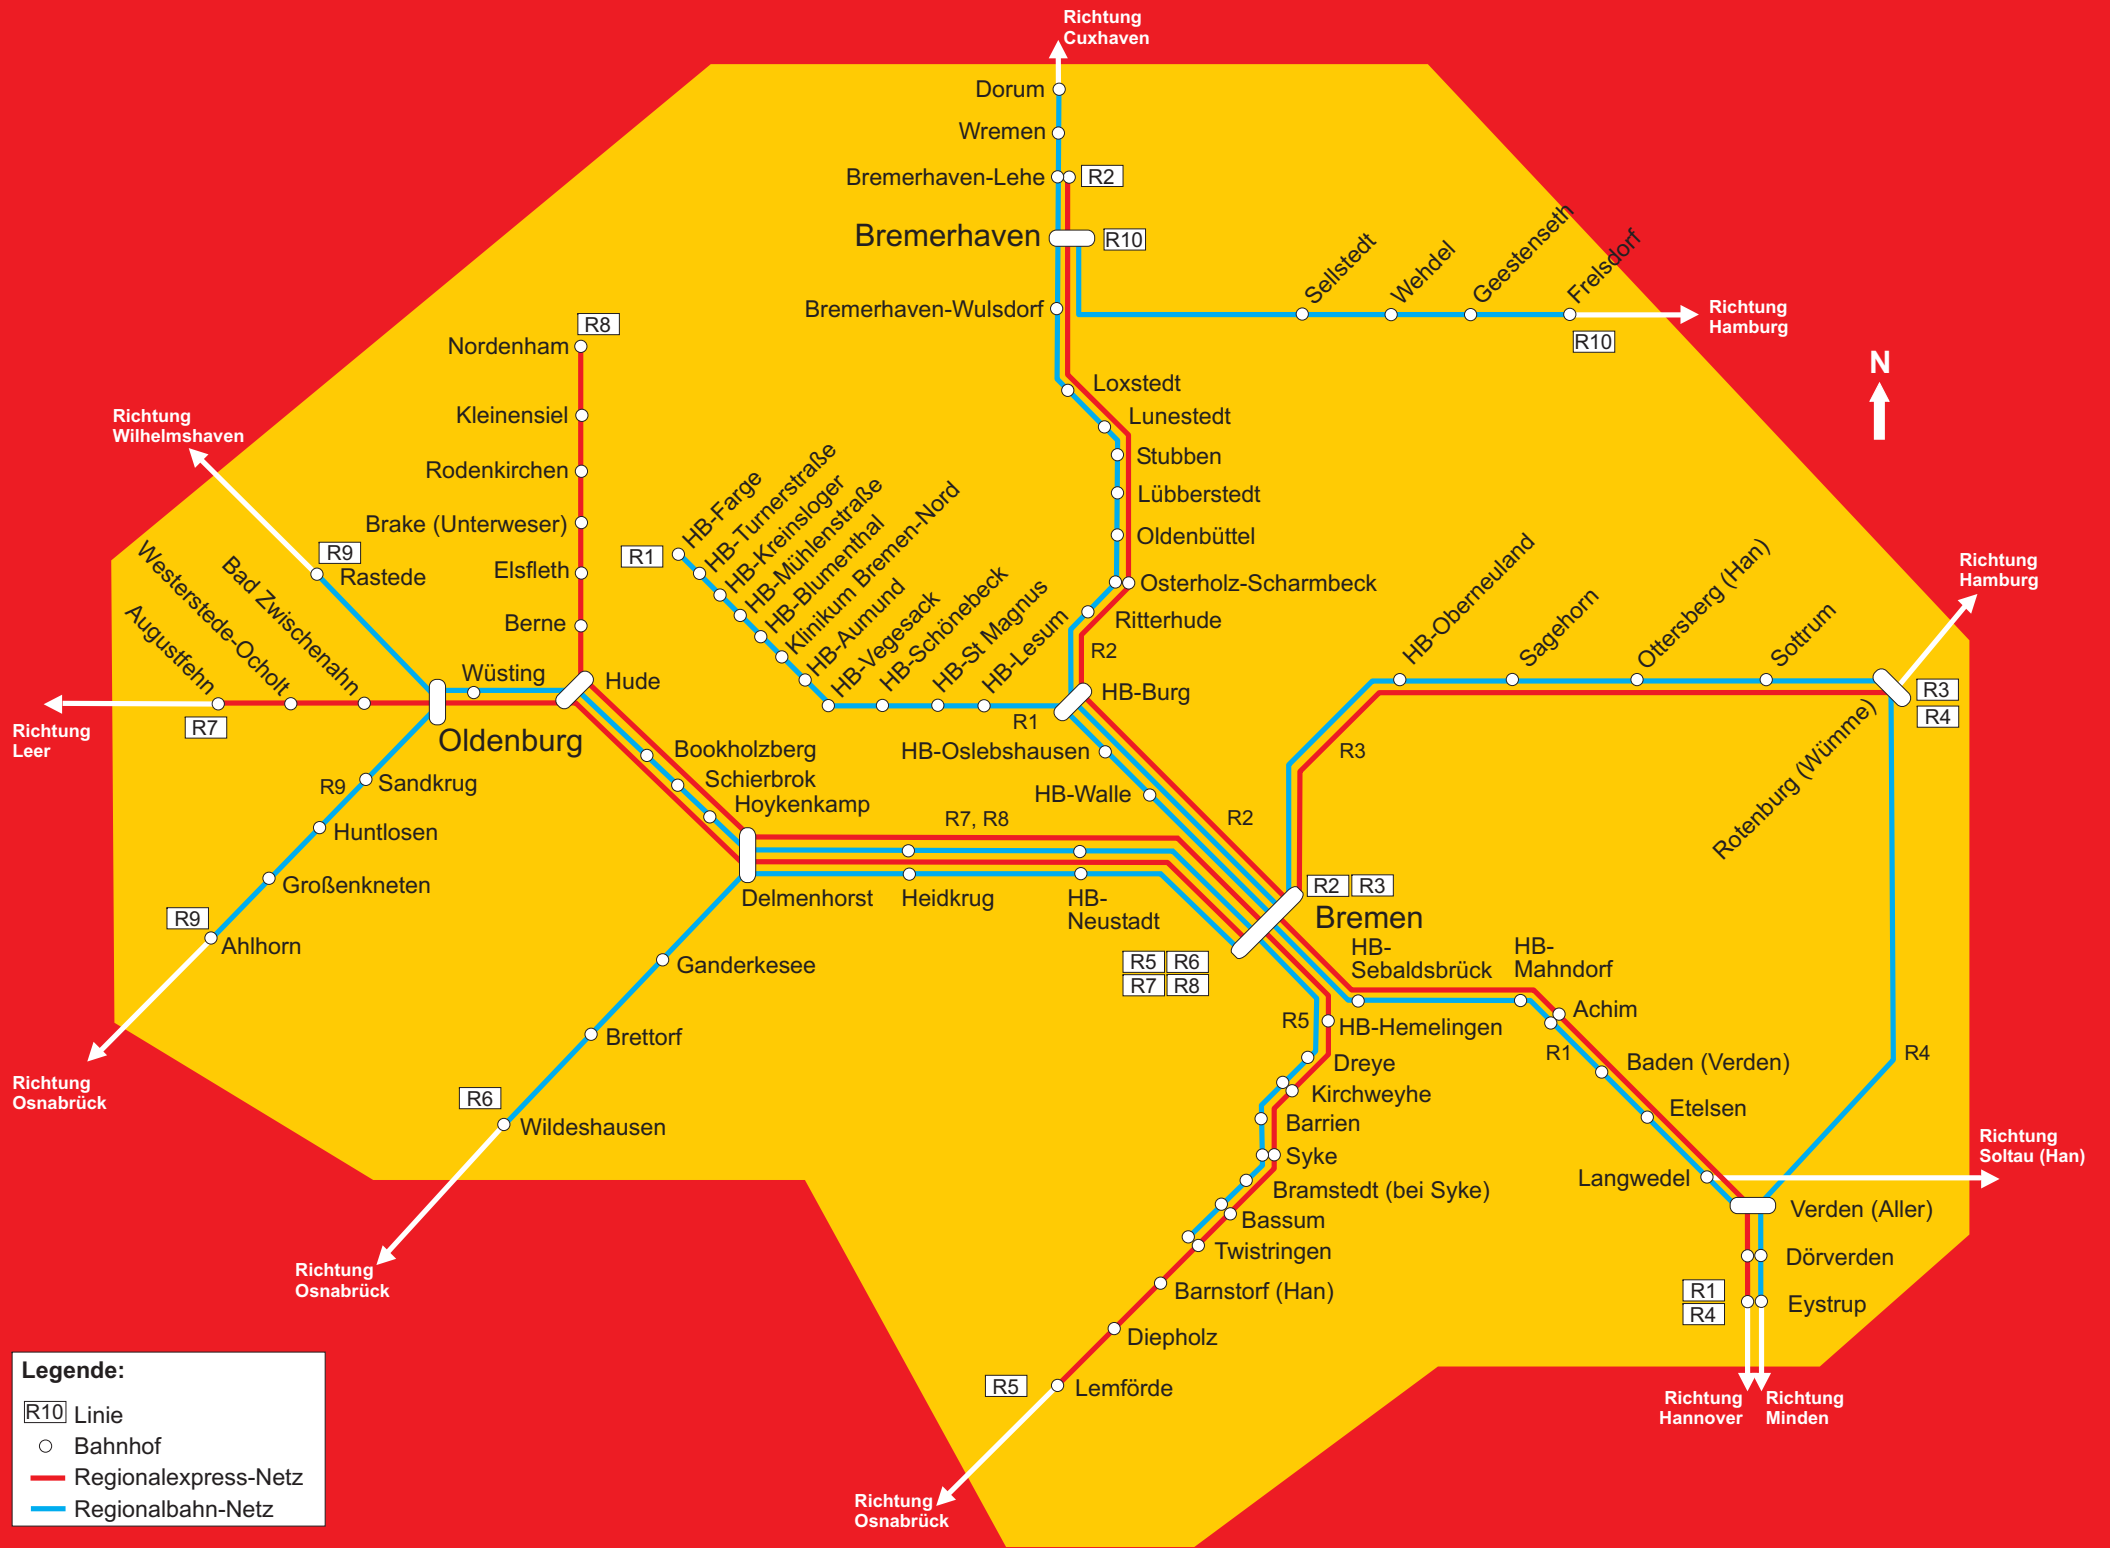 Richtung
Cuxhaven
Dorum
Wremen
Bremerhaven-Lehe
R2
Bremerhaven
R10
Bremerhaven-Wulsdorf
Sellstedt
Wehdel
Geestenseth
Frelsdorf
R10
Richtung
Hamburg
N
R8
Nordenham
Kleinensiel
Rodenkirchen
Brake (Unterweser)
Elsfleth
Berne
Hude
Richtung
Wilhelmshaven
R9
Rastede
Augustfehn
Westerstede-Ocholt
Bad Zwischenahn
Wüsting
R7
Richtung
Leer
Oldenburg
R9
Sandkrug
Huntlosen
Großenkneten
R9
Ahlhorn
Richtung
Osnabrück
R1
HB-Farge
HB-Turnerstraße
HB-Kreinsloger
HB-Mühlenstraße
HB-Blumenthal
Klinikum Bremen-Nord
HB-Aumund
HB-Vegesack
HB-Schönebeck
HB-St Magnus
HB-Lesum
R1
Loxstedt
Lunestedt
Stubben
Lübberstedt
Oldenbüttel
Osterholz-Scharmbeck
Ritterhude
R2
HB-Burg
HB-Oslebshausen
HB-Walle
R2
HB-Oberneuland
Sagehorn
Ottersberg (Han)
Sottrum
Rotenburg (Wümme)
Richtung
Hamburg
R3
R4
R3
Bookholzberg
Schierbrok
Hoykenkamp
R7, R8
Delmenhorst
Heidkrug
HB-
Neustadt
R2 R3
Bremen
R5 R6
R7 R8
Ganderkesee
Brettorf
R6
Wildeshausen
Richtung
Osnabrück
HB-
Sebaldsbrück
HB-
Mahndorf
Achim
R1
Baden (Verden)
Etelsen
Langwedel
R4
Richtung
Soltau (Han)
Verden (Aller)
Dörverden
Eystrup
R1
R4
Richtung
Hannover
Richtung
Minden
R5
HB-Hemelingen
Dreye
Kirchweyhe
Barrien
Syke
Bramstedt (bei Syke)
Bassum
Twistringen
Barnstorf (Han)
Diepholz
R5
Lemförde
Richtung
Osnabrück
Legende:
R10 Linie
Bahnhof
Regionalexpress-Netz
Regionalbahn-Netz